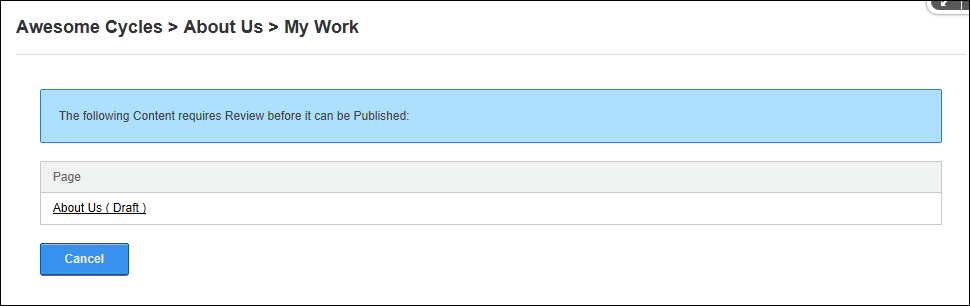 Awesome Cycles > About Us > My Work
The following Content requires Review before it can be Published:
Page
About Us ( Draft )
Cancel